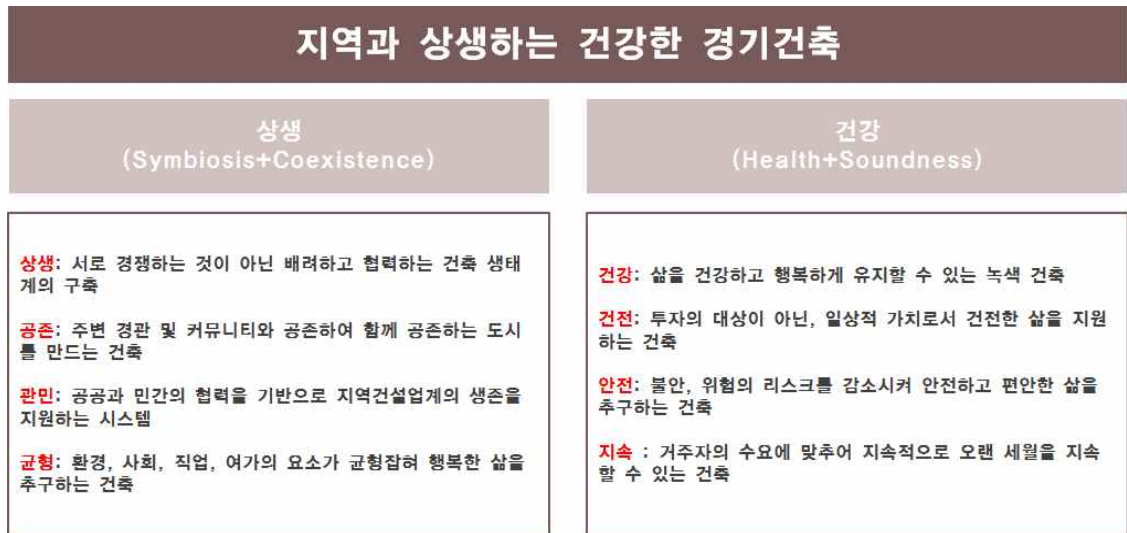 지역과 상생하는 건강한 경기건축
상생
(Symbiosis+Coexistence)
상생: 서로 경쟁하는 것이 아닌 배려하고 협력하는 건축 생태
계의 구축
공존: 주변 경관 및 커뮤니티와 공존하여 함께 공존하는 도시
를 만드는 건축
관민: 공공과 민간의 협력을 기반으로 지역건설업계의 생존을
지원하는 시스템
균형: 환경, 사회, 직업, 여가의 요소가 균형잡혀 행복한 삶을
추구하는 건축
건강
(Health+Soundness)
건강: 삶을 건강하고 행복하게 유지할 수 있는 녹색 건축
건전: 투자의 대상이 아닌, 일상적 가치로서 건전한 삶을 지원
하는 건축
안전: 불안, 위험의 리스크를 감소시켜 안전하고 편안한 삶을
추구하는 건축
지속 : 거주자의 수요에 맞추어 지속적으로 오랜 세월을 지속
할 수 있는 건축